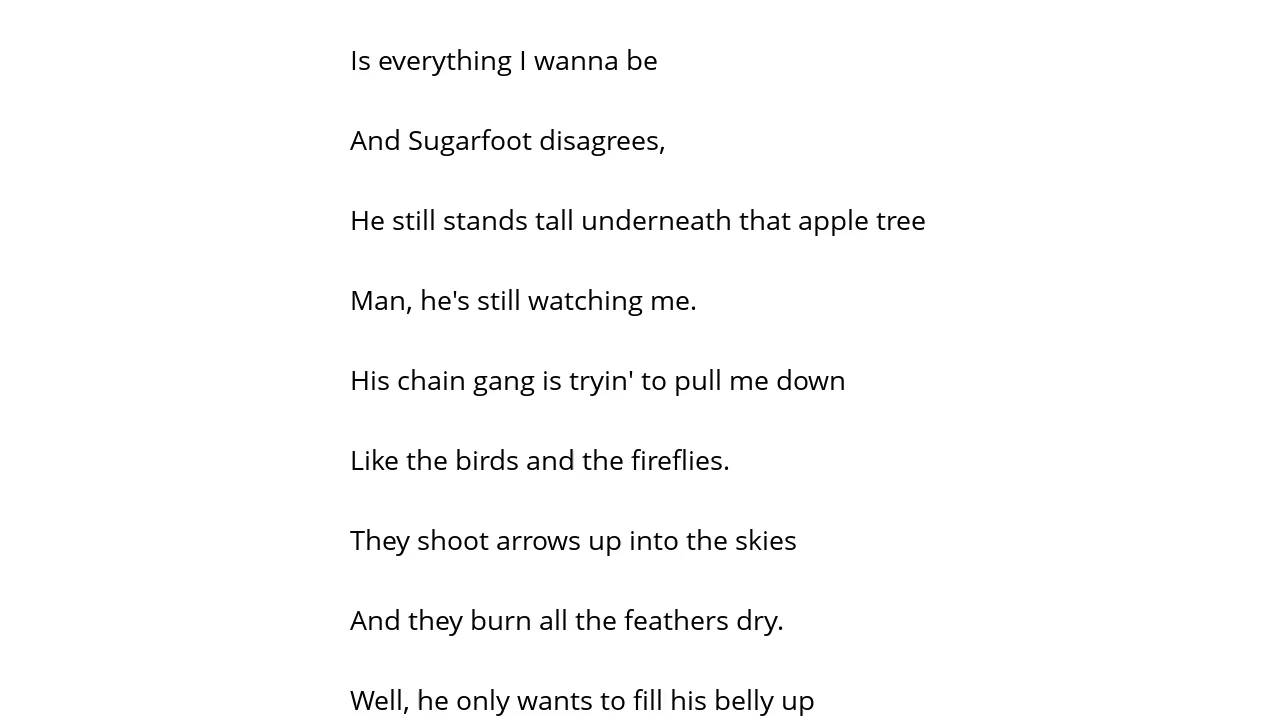 Is everything I wanna be
And Sugarfoot disagrees,
He still stands tall underneath that apple tree
Man, he's still watching me.
His chain gang is tryin' to pull me down
Like the birds and the fireflies.
They shoot arrows up into the skies
And they burn all the feathers dry.
Well, he only wants to fill his belly up